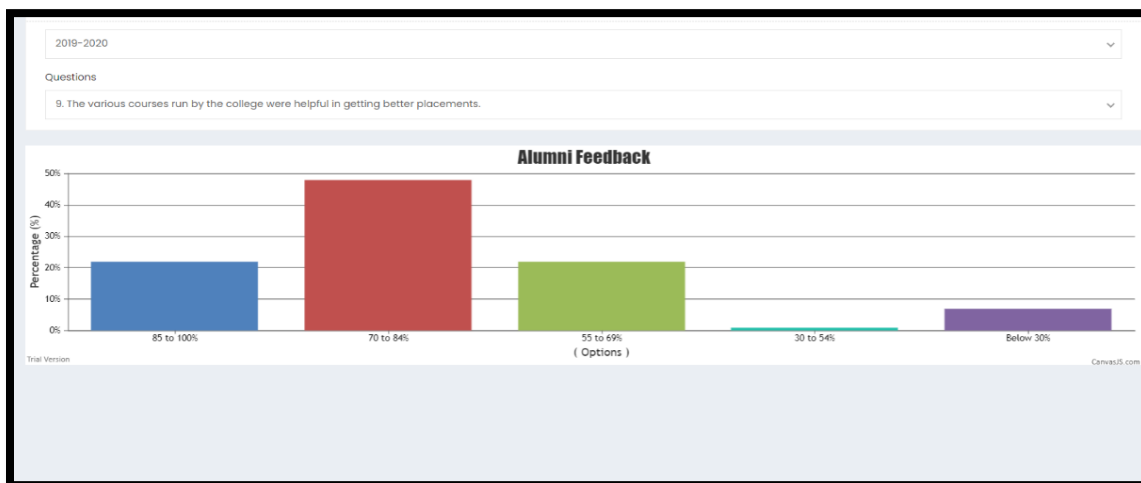 2019-2020
Questions
9. The various courses run by the college were helpful in getting better placements.
Alumni Feedback
50%
40%
30%
20%
10%
0%
Percentage (%)
85 to 100% 70 to 84% 55 to 69% 30 to 54% Below 30%
( Options )
Trial Version CanvasJS.com